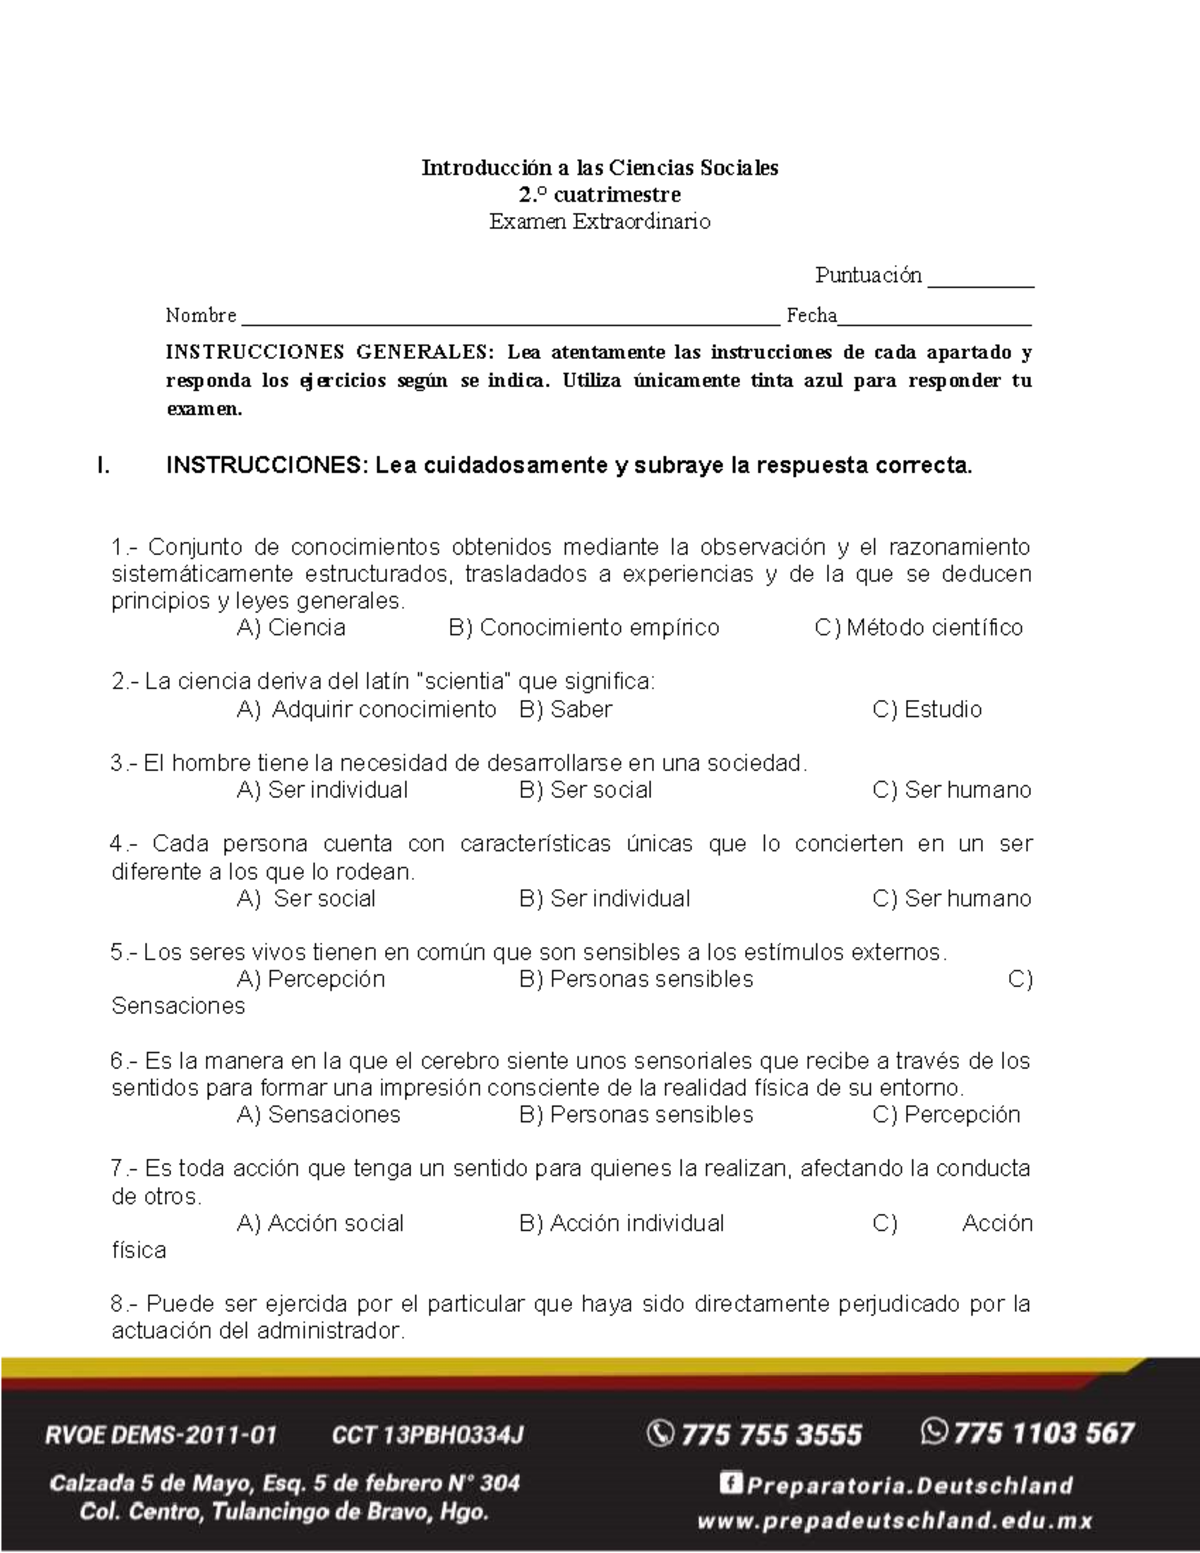 Introducción a las Ciencias Sociales
2.° cuatrimestre
Examen Extraordinario
Puntuación __________
Nombre __________________________________________________ Fecha__________________
INSTRUCCIONES GENERALES: Lea atentamente las instrucciones de cada apartado y
responda los ejercicios según se indica. Utiliza únicamente tinta azul para responder tu
examen.
I. INSTRUCCIONES: Lea cuidadosamente y subraye la respuesta correcta.
1.- Conjunto de conocimientos obtenidos mediante la observación y el razonamiento
sistemáticamente estructurados, trasladados a experiencias y de la que se deducen
principios y leyes generales.
A) Ciencia B) Conocimiento empírico C) Método científico
2.- La ciencia deriva del latín "scientia" que significa:
A) Adquirir conocimiento B) Saber C) Estudio
3.- El hombre tiene la necesidad de desarrollarse en una sociedad.
A) Ser individual B) Ser social C) Ser humano
4.- Cada persona cuenta con características únicas que lo concierten en un ser
diferente a los que lo rodean.
A) Ser social B) Ser individual C) Ser humano
5.- Los seres vivos tienen en común que son sensibles a los estímulos externos.
A) Percepción B) Personas sensibles C)
Sensaciones
6.- Es la manera en la que el cerebro siente unos sensoriales que recibe a través de los
sentidos para formar una impresión consciente de la realidad física de su entorno.
A) Sensaciones B) Personas sensibles C) Percepción
7.- Es toda acción que tenga un sentido para quienes la realizan, afectando la conducta
de otros.
A) Acción social B) Acción individual C) Acción
física
8.- Puede ser ejercida por el particular que haya sido directamente perjudicado por la
actuación del administrador.
RVOE DEMS-2011-01 CCT 13PBH0334J 775 755 3555 775 1103 567
Calzada 5 de Mayo, Esq. 5 de febrero N° 304
Col. Centro, Tulancingo de Bravo, Hgo.
Preparatoria.Deutschland
www.prepadeutschland.edu.mx